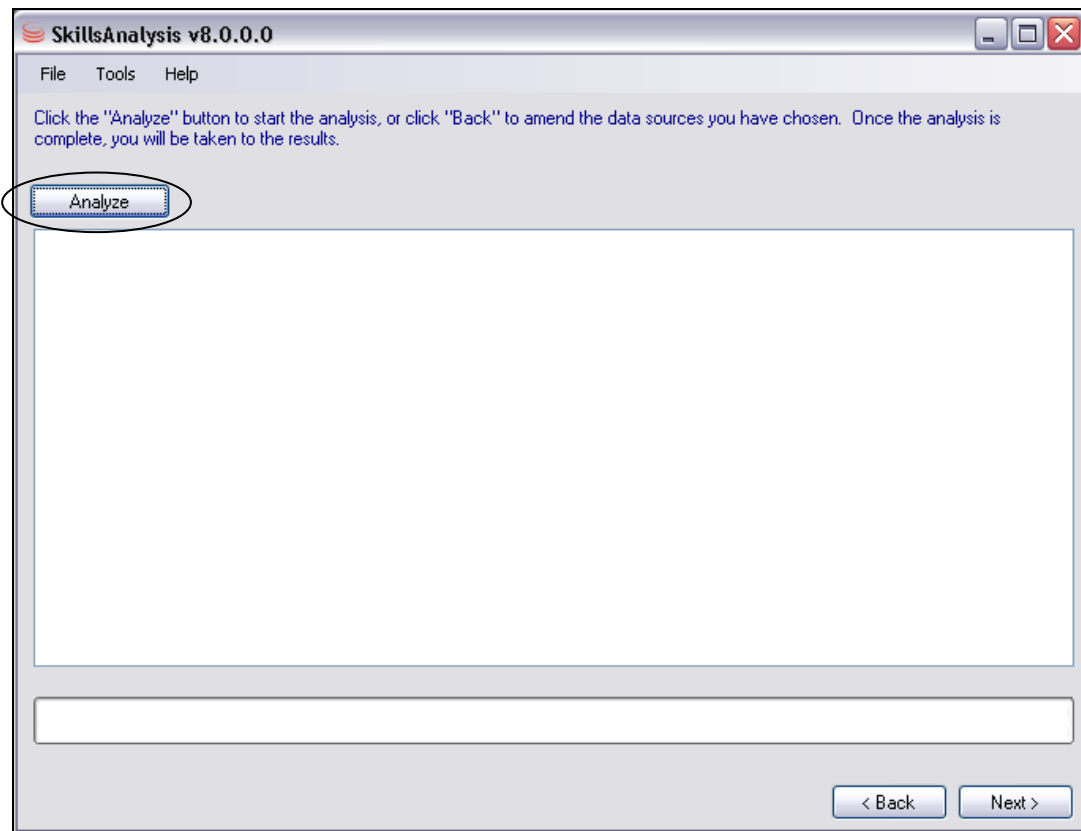 SkillsAnalysis v8.0.0.0
File Tools Help
Click the "Analyze" button to start the analysis, or click "Back" to amend the data sources you have chosen. Once the analysis is
complete, you will be taken to the results.
Analyze
< Back Next >